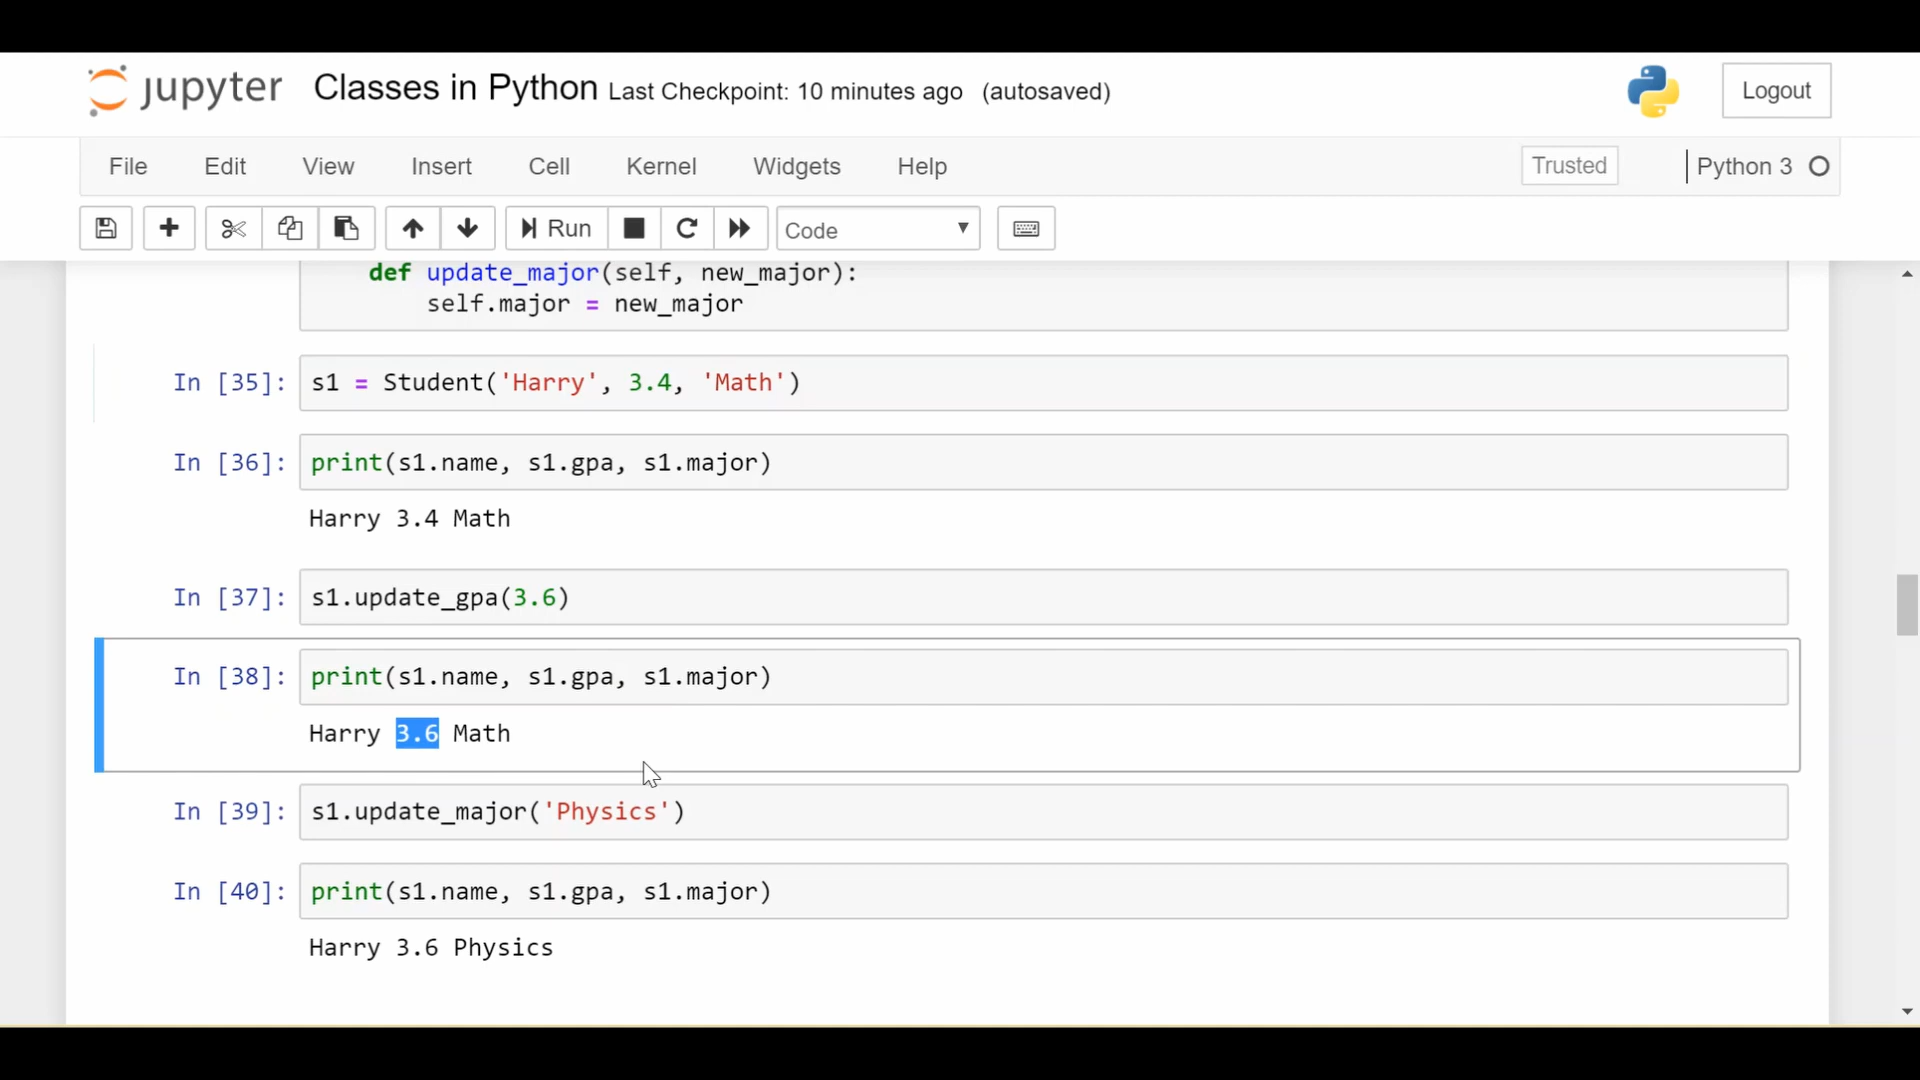 jupyter Classes in Python Last Checkpoint: 10 minutes ago (autosaved) Logout
File Edit View Insert Cell Kernel Widgets Help Trusted Python 3
Run Code
def update_major(self, new_major):
self.major = new_major
In [35]: s1 = Student('Harry', 3.4, 'Math')
In [36]: print(s1.name, s1.gpa, s1.major)
Harry 3.4 Math
In [37]: s1.update_gpa(3.6)
In [38]: print(s1.name, s1.gpa, s1.major)
Harry 3.6 Math
In [39]: s1.update_major('Physics')
In [40]: print(s1.name, s1.gpa, s1.major)
Harry 3.6 Physics